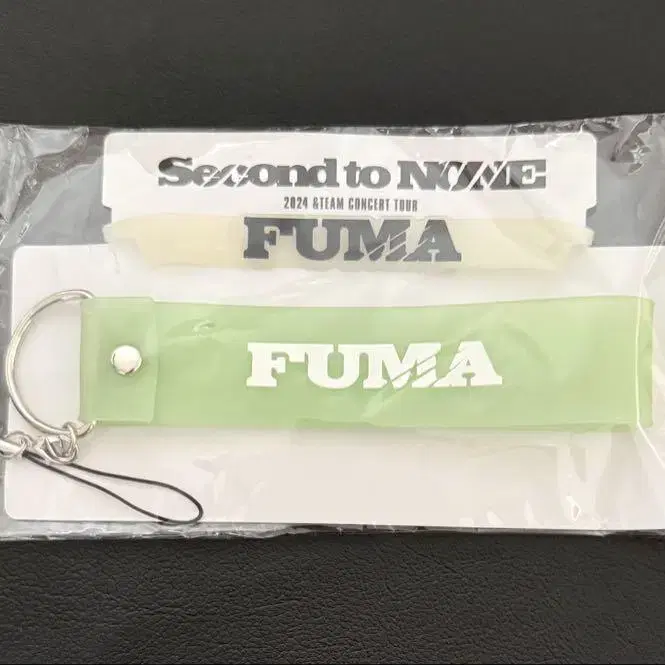 Second to NONE
2024 &TEAM CONCERT TOUR
FUMA
FUMA